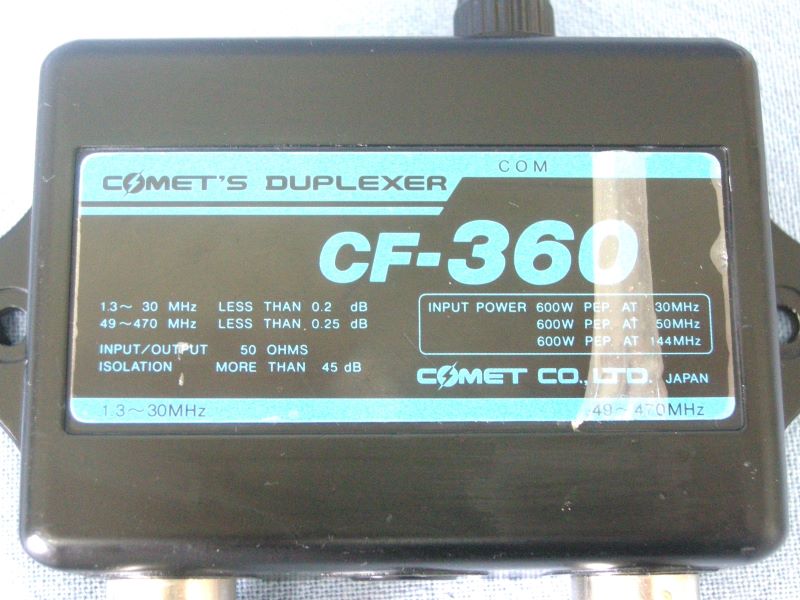 COM
COMET'S DUPLEXER
CF-360
1.3～ 30 MHz LESS THAN 0.2 dB
49～470 MHz LESS THAN 0.25 dB
INPUT/OUTPUT 50 OHMS
ISOLATION MORE THAN 45 dB
INPUT POWER 600W PEP. AT 30MHz
600W PEP. AT 50MHz
600W PEP. AT 144MHz
COMET CO., LTD. JAPAN
1.3～30MHz
49～470MHz